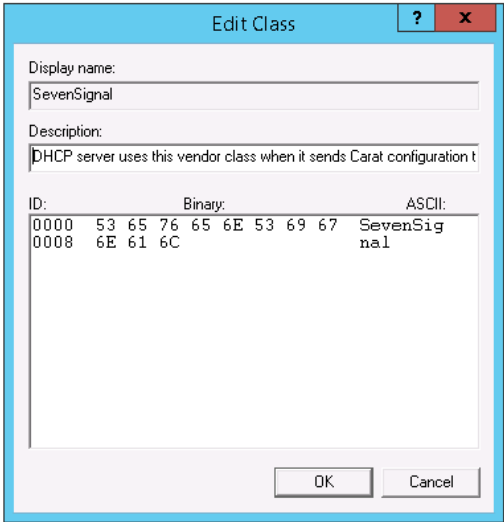 Edit Class
? x
Display name:
SevenSignal
Description:
DHCP server uses this vendor class when it sends Carat configuration t
ID: Binary: ASCII:
0000 53 65 76 65 6E 53 69 67 SevenSig
0008 6E 61 6C nal
OK Cancel